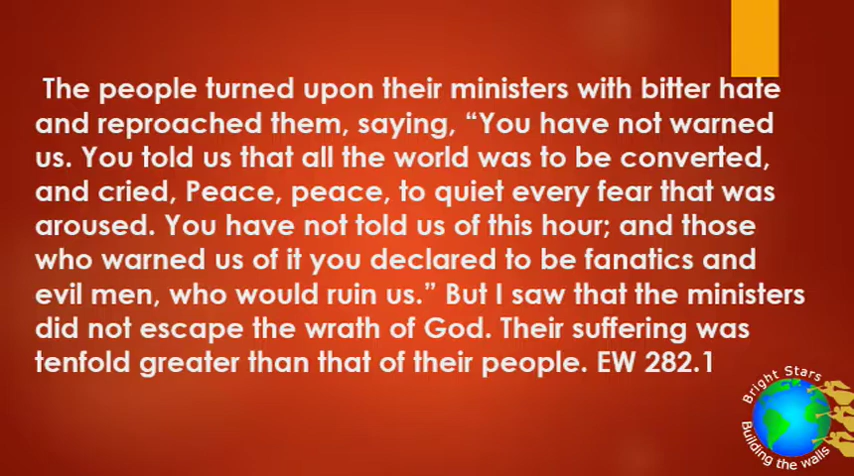 The people turned upon their ministers with bitter hate
and reproached them, saying, “You have not warned
us. You told us that all the world was to be converted,
and cried, Peace, peace, to quiet every fear that was
aroused. You have not told us of this hour; and those
who warned us of it you declared to be fanatics and
evil men, who would ruin us.” But I saw that the ministers
did not escape the wrath of God. Their suffering was
tenfold greater than that of their people. EW 282.1
Bright Stars
Building the walls